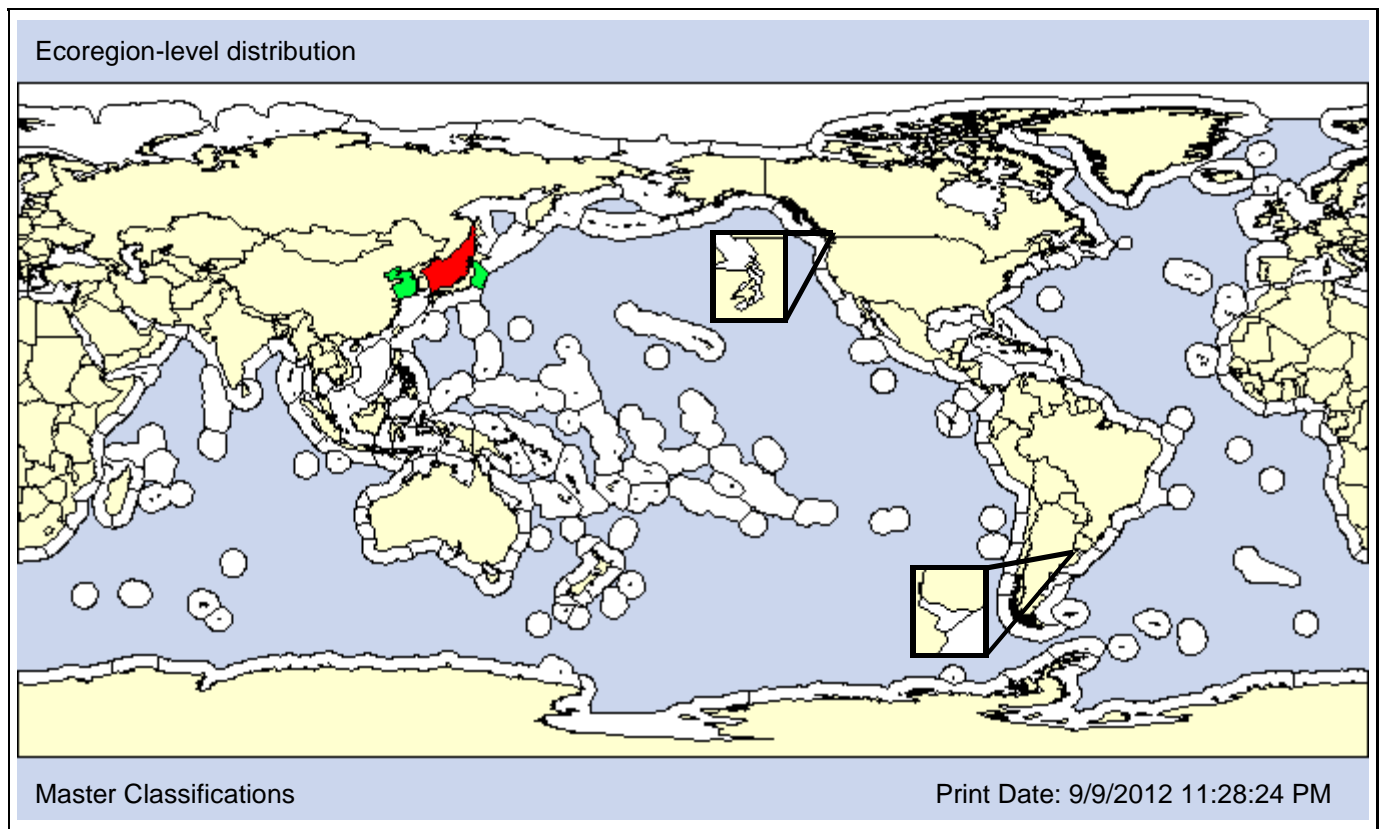 Ecoregion-level distribution
Master Classifications
Print Date: 9/9/2012 11:28:24 PM